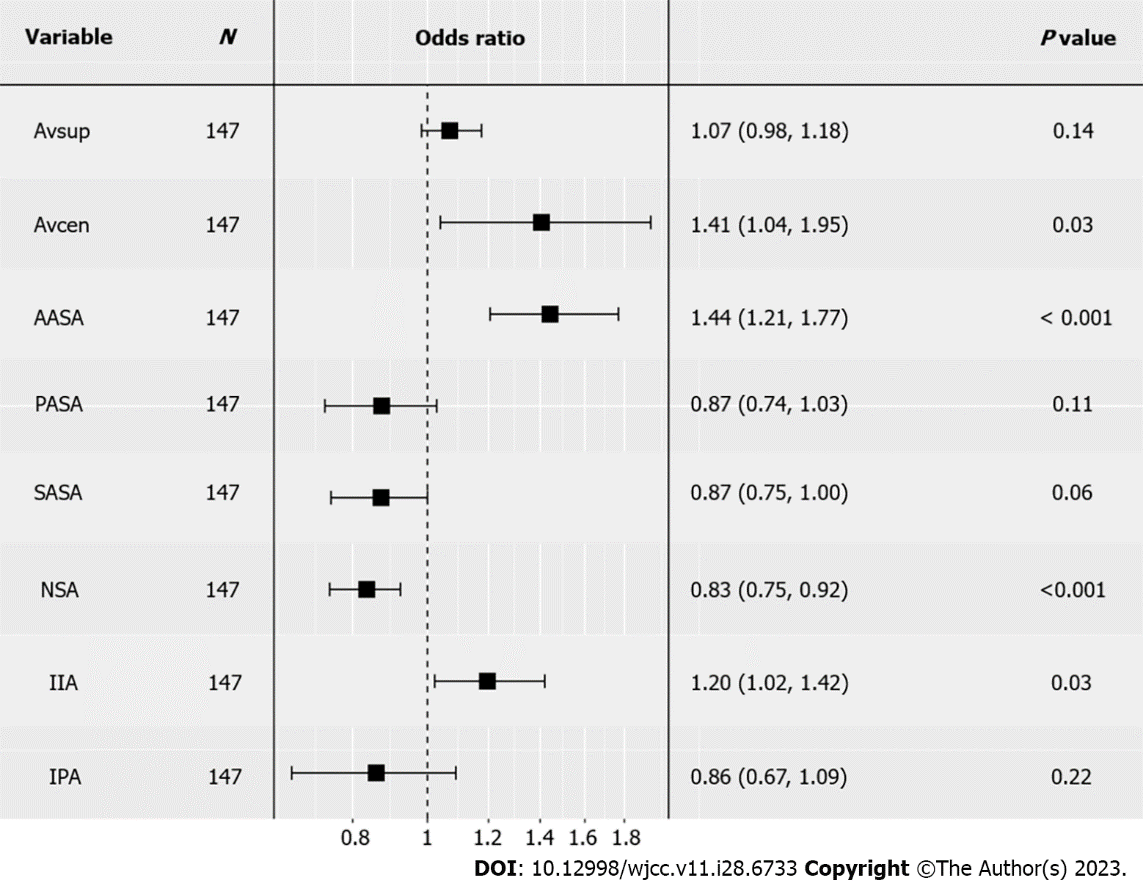 Variable N Odds ratio P value
Avsup 147 1.07 (0.98, 1.18) 0.14
Avcen 147 1.41 (1.04, 1.95) 0.03
AASA 147 1.44 (1.21, 1.77) < 0.001
PASA 147 0.87 (0.74, 1.03) 0.11
SASA 147 0.87 (0.75, 1.00) 0.06
NSA 147 0.83 (0.75, 0.92) <0.001
IIA 147 1.20 (1.02, 1.42) 0.03
IPA 147 0.86 (0.67, 1.09) 0.22
0.8 1 1.2 1.4 1.6 1.8
DOI: 10.12998/wjcc.v11.i28.6733 Copyright ©The Author(s) 2023.